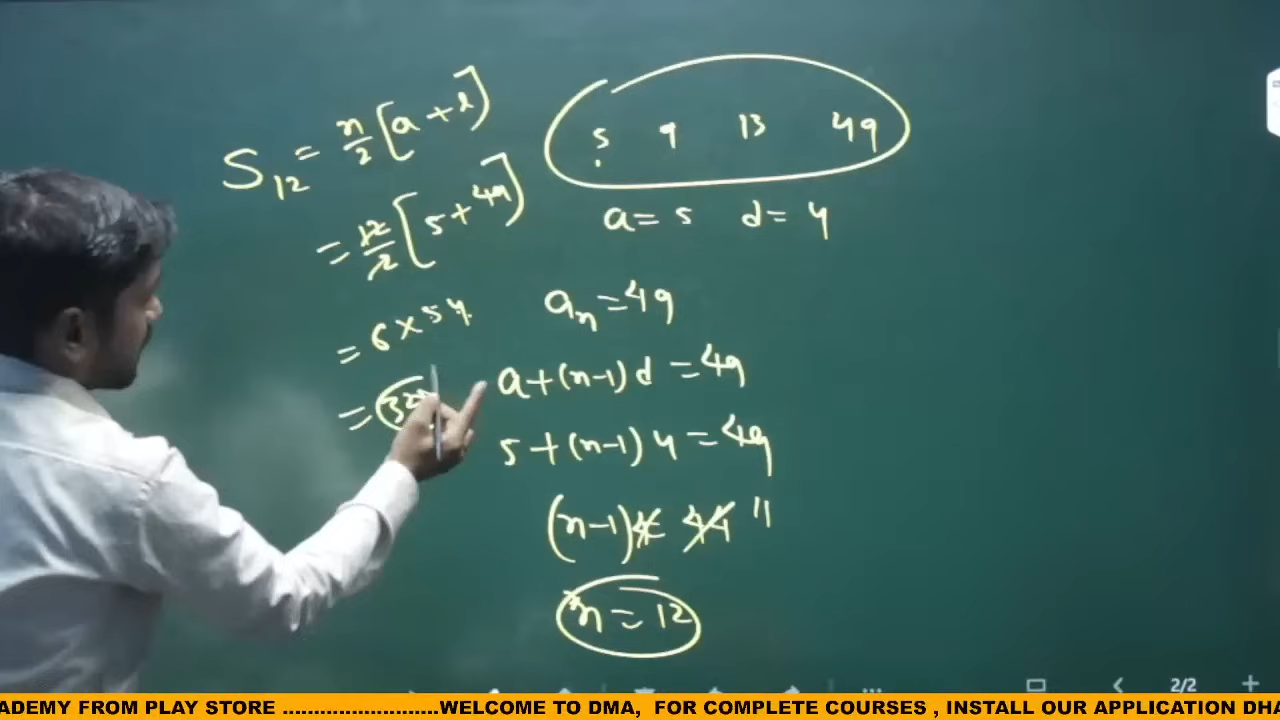 S₁₂ = n/2 [a + l]
= 12/2 [5 + 49]
= 6 × 54
5 9 13 49
a = 5 d = 4
aₙ = 49
a + (n-1) d = 49
5 + (n-1) 4 = 49
(n-1) 4 44 11
n = 12
2/2
ADEMY FROM PLAY STORE ........................WELCOME TO DMA, FOR COMPLETE COURSES , INSTALL OUR APPLICATION DHA